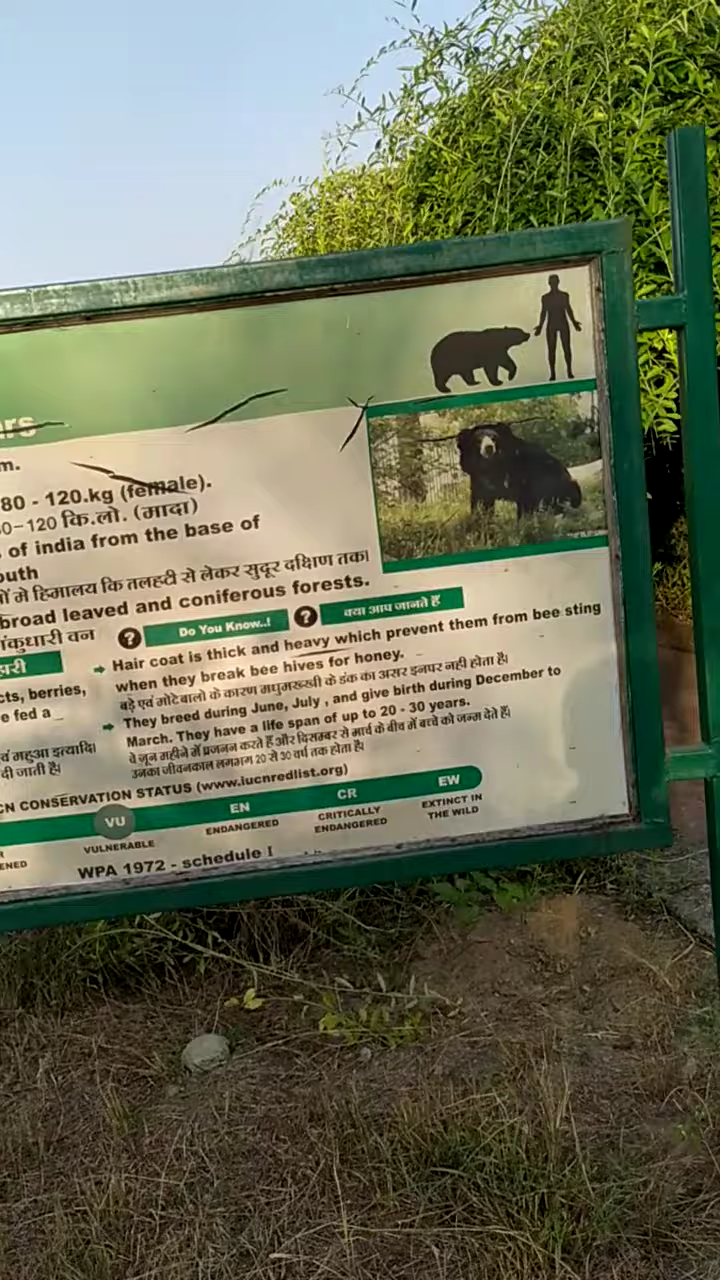 ars
m.
80 - 120.kg (female).
0-120 कि.लो. (मादा)
of india from the base of
outh
ों मे हिमालय कि तलहटी से लेकर सुदूर दक्षिण तक।
broad leaved and coniferous forests.
ांकुधारी वन
? Do You Know..! ? क्या आप जानते हैं
हारी
cts, berries,
e fed a
वं महुआ इत्यादि।
दी जाती है।
Hair coat is thick and heavy which prevent them from bee sting
when they break bee hives for honey.
बड़े एवं मोटे बालो के कारण मधुमख्खी के डंक का असर इनपर नही होता है।
They breed during June, July , and give birth during December to
March. They have a life span of up to 20 - 30 years.
वे जून महीने में प्रजनन करते हैं और दिसम्बर से मार्च के बीच में बच्चे को जन्म देते हैं।
उनका जीवनकाल लगभग 20 से 30 वर्ष तक होता है।
CN CONSERVATION STATUS (www.iucnredlist.org)
VU EN CR EW
ENED
VULNERABLE
ENDANGERED
CRITICALLY
ENDANGERED
EXTINCT IN
THE WILD
WPA 1972 - schedule I